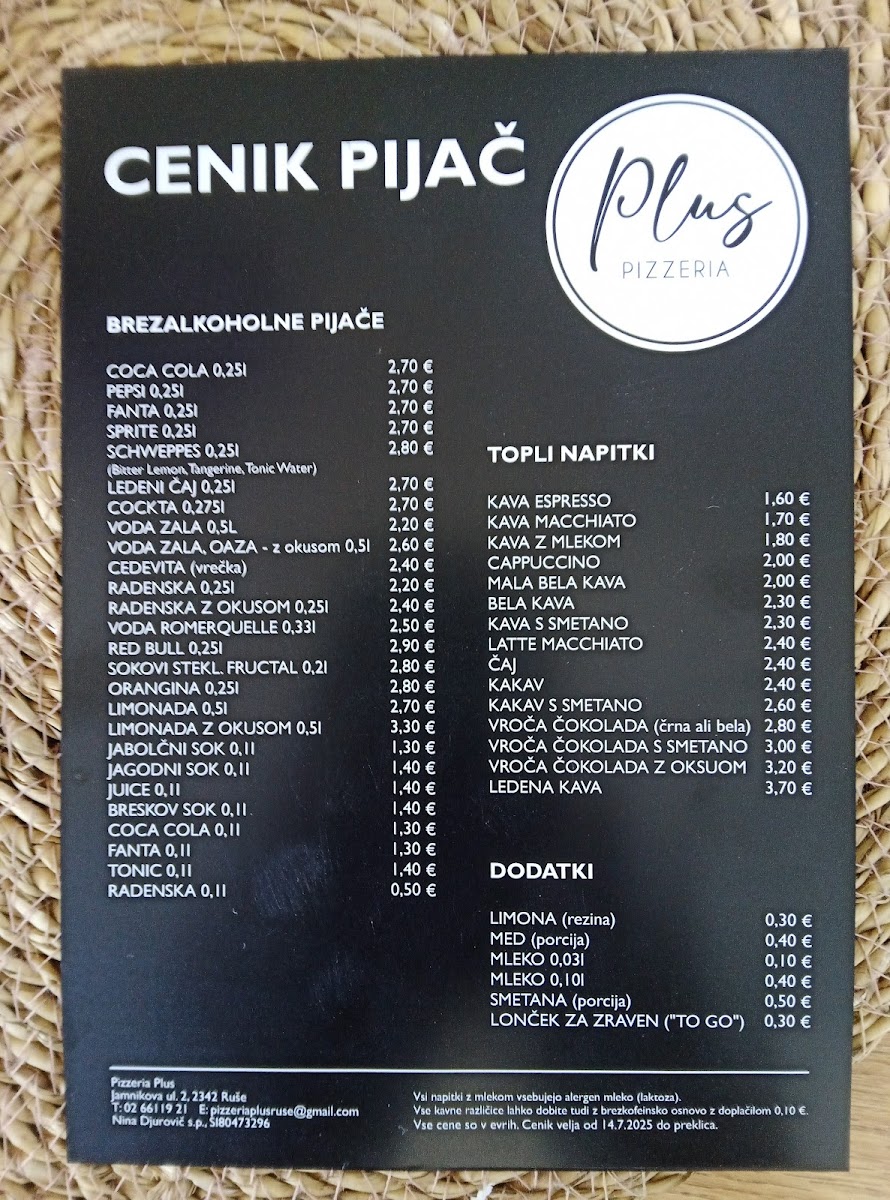 CENIK PIJAČ
Plus
PIZZERIA
BREZALKOHOLNE PIJAČE
COCA COLA 0,25l 2,70 €
PEPSI 0,25l 2,70 €
FANTA 0,25l 2,70 €
SPRITE 0,25l 2,70 €
SCHWEPPES 0,25l 2,80 €
(Bitter Lemon, Tangerine, Tonic Water)
LEDENI ČAJ 0,25l 2,70 €
COCKTA 0,275l 2,70 €
VODA ZALA 0,5L 2,20 €
VODA ZALA, OAZA - z okusom 0,5l 2,60 €
CEDEVITA (vrečka) 2,40 €
RADENSKA 0,25l 2,20 €
RADENSKA Z OKUSOM 0,25l 2,40 €
VODA ROMERQUELLE 0,33l 2,50 €
RED BULL 0,25l 2,90 €
SOKOVI STEKL. FRUCTAL 0,2l 2,80 €
ORANGINA 0,25l 2,80 €
LIMONADA 0,5l 2,70 €
LIMONADA Z OKUSOM 0,5l 3,30 €
JABOLČNI SOK 0,1l 1,30 €
JAGODNI SOK 0,1l 1,40 €
JUICE 0,1l 1,40 €
BRESKOV SOK 0,1l 1,40 €
COCA COLA 0,1l 1,30 €
FANTA 0,1l 1,30 €
TONIC 0,1l 1,40 €
RADENSKA 0,1l 0,50 €
TOPLI NAPITKI
KAVA ESPRESSO 1,60 €
KAVA MACCHIATO 1,70 €
KAVA Z MLEKOM 1,80 €
CAPPUCCINO 2,00 €
MALA BELA KAVA 2,00 €
BELA KAVA 2,30 €
KAVA S SMETANO 2,30 €
LATTE MACCHIATO 2,40 €
ČAJ 2,40 €
KAKAV 2,40 €
KAKAV S SMETANO 2,60 €
VROČA ČOKOLADA (črna ali bela) 2,80 €
VROČA ČOKOLADA S SMETANO 3,00 €
VROČA ČOKOLADA Z OKSUOM 3,20 €
LEDENA KAVA 3,70 €
DODATKI
LIMONA (rezina) 0,30 €
MED (porcija) 0,40 €
MLEKO 0,03l 0,10 €
MLEKO 0,10l 0,40 €
SMETANA (porcija) 0,50 €
LONČEK ZA ZRAVEN ("TO GO") 0,30 €
Pizzeria Plus
Jamnikova ul. 2, 2342 Ruše
T: 02 66119 21 E: pizzeriaplusruse@gmail.com
Nina Djurovič s.p., SI80473296
Vsi napitki z mlekom vsebujejo alergen mleko (laktoza).
Vse kavne različice lahko dobite tudi z brezkofeinsko osnovo z doplačilom 0,10 €.
Vse cene so v evrih. Cenik velja od 14.7.2025 do preklica.